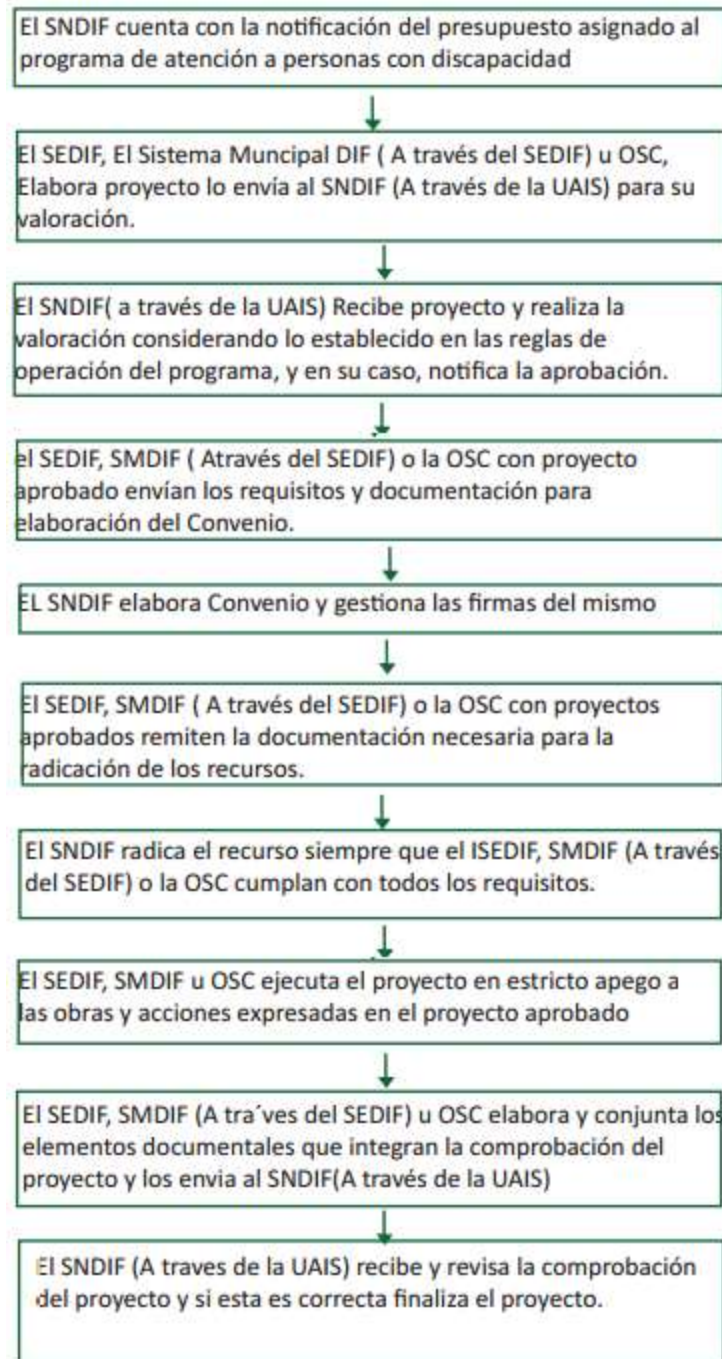 El SNDIF cuenta con la notificación del presupuesto asignado al
programa de atención a personas con discapacidad
El SEDIF, El Sistema Muncipal DIF ( A través del SEDIF) u OSC,
Elabora proyecto lo envía al SNDIF (A través de la UAIS) para su
valoración.
El SNDIF( a través de la UAIS) Recibe proyecto y realiza la
valoración considerando lo establecido en las reglas de
operación del programa, y en su caso, notifica la aprobación.
el SEDIF, SMDIF ( Através del SEDIF) o la OSC con proyecto
aprobado envían los requisitos y documentación para
elaboración del Convenio.
EL SNDIF elabora Convenio y gestiona las firmas del mismo
El SEDIF, SMDIF ( A través del SEDIF) o la OSC con proyectos
aprobados remiten la documentación necesaria para la
radicación de los recursos.
El SNDIF radica el recurso siempre que el ISEDIF, SMDIF (A través
del SEDIF) o la OSC cumplan con todos los requisitos.
El SEDIF, SMDIF u OSC ejecuta el proyecto en estricto apego a
las obras y acciones expresadas en el proyecto aprobado
El SEDIF, SMDIF (A tra´ves del SEDIF) u OSC elabora y conjunta los
elementos documentales que integran la comprobación del
proyecto y los envia al SNDIF(A través de la UAIS)
El SNDIF (A traves de la UAIS) recibe y revisa la comprobación
del proyecto y si esta es correcta finaliza el proyecto.